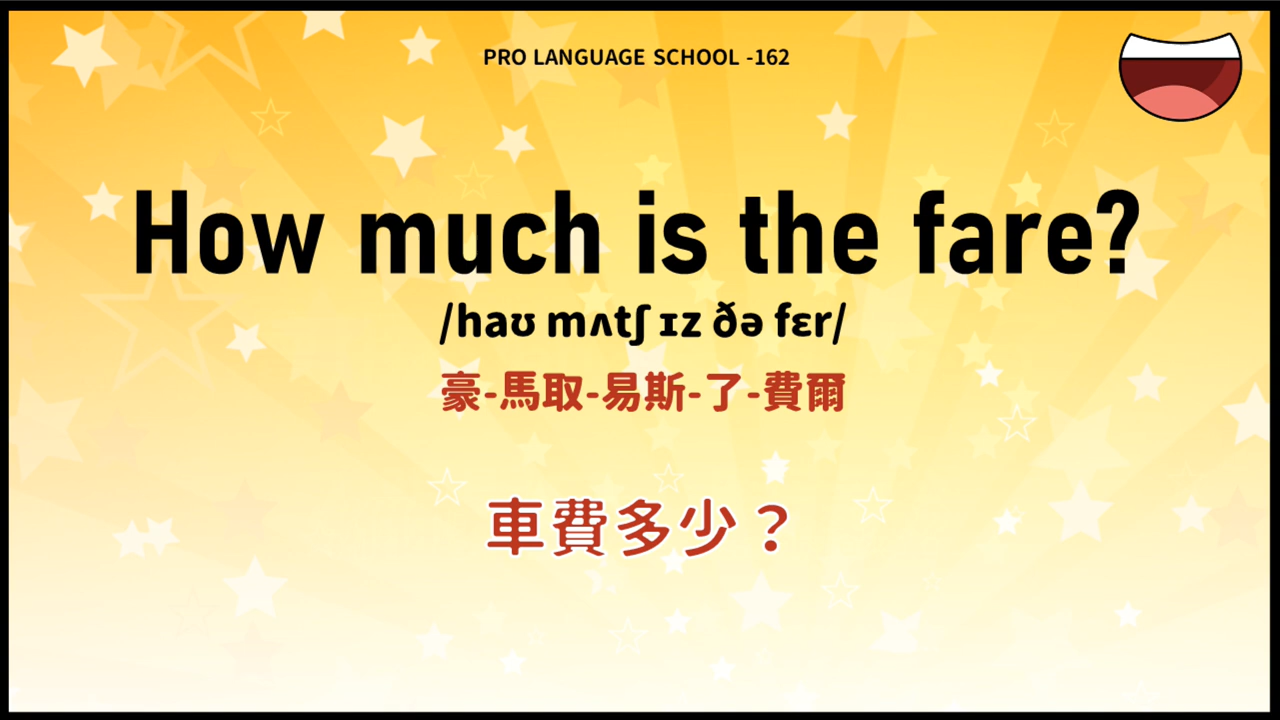 PRO LANGUAGE SCHOOL -162
How much is the fare?
/haʊ mʌtʃ ɪz ðə fɛr/
豪-馬取-易斯-了-費爾
車費多少？